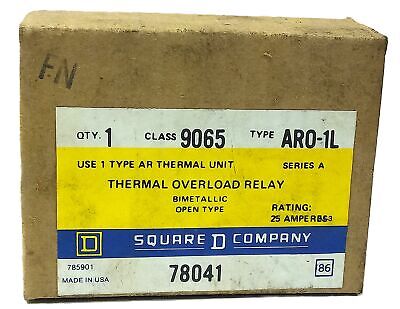 FN
QTY. 1 CLASS 9065 TYPE ARO-1L
USE 1 TYPE AR THERMAL UNIT SERIES A
THERMAL OVERLOAD RELAY
BIMETALLIC
OPEN TYPE
RATING:
25 AMPERES
D SQUARE D COMPANY
785901
MADE IN USA
78041
86